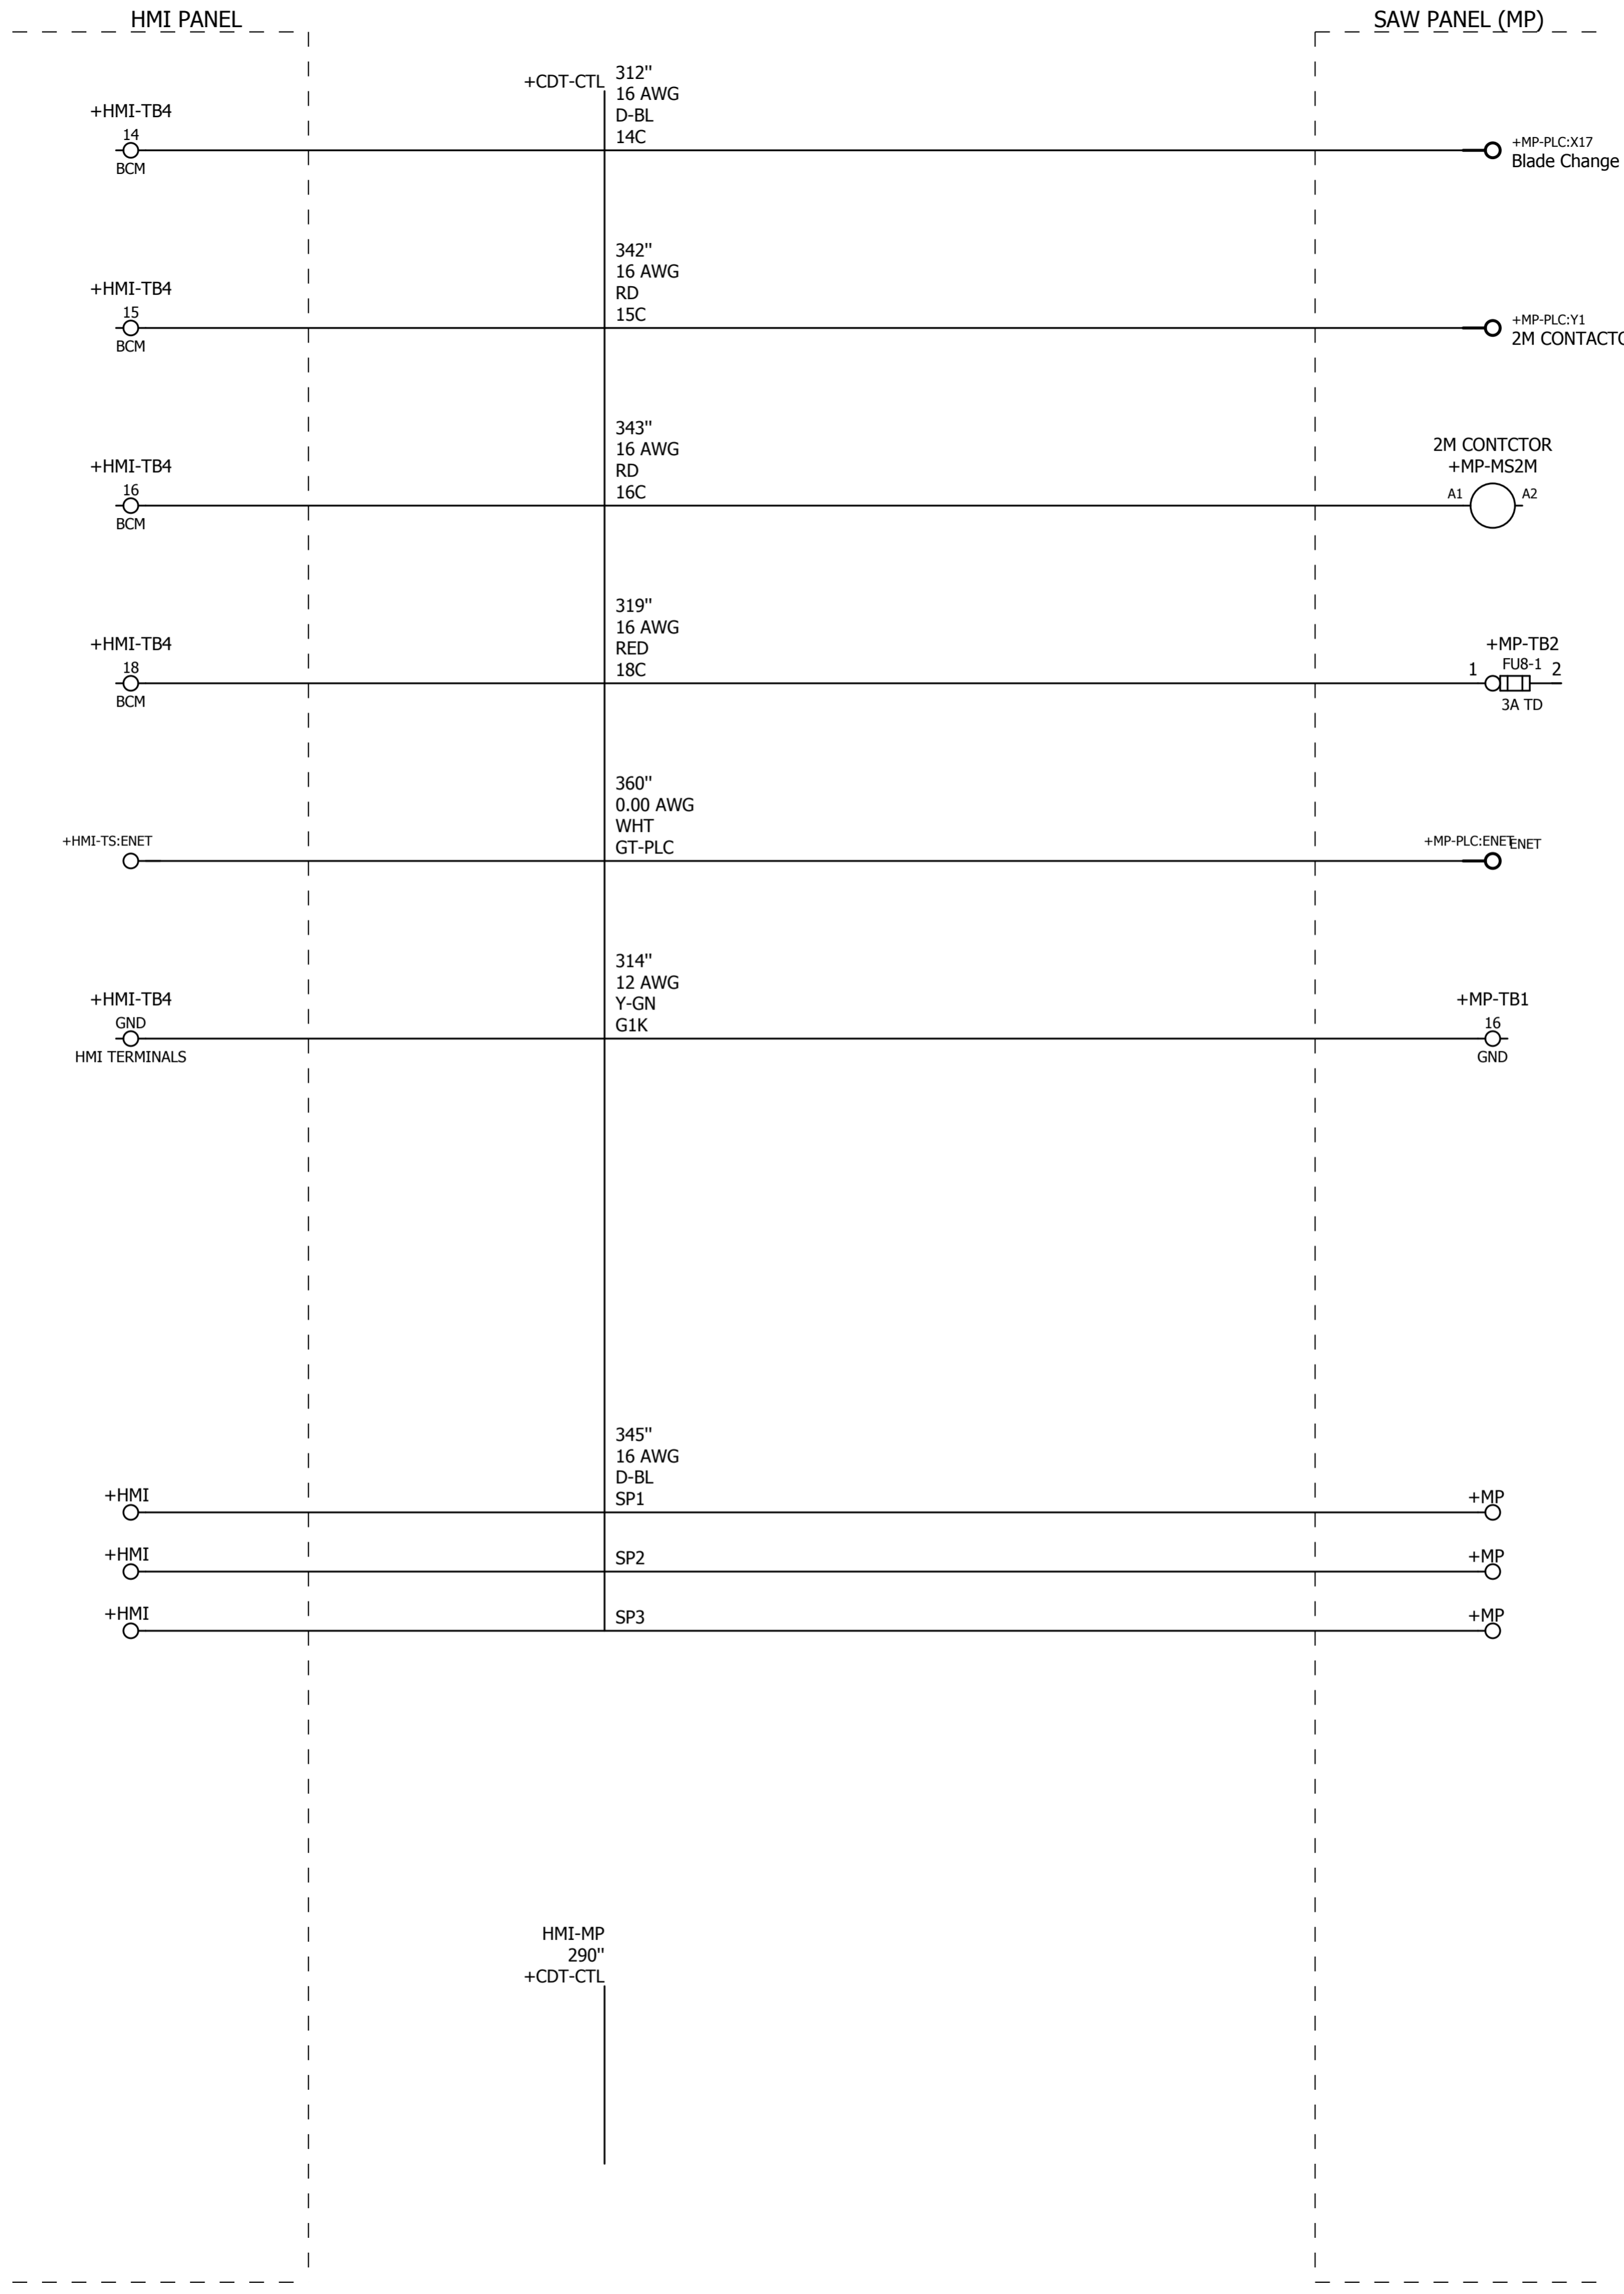 HMI PANEL
SAW PANEL (MP)
+CDT-CTL
312"
16 AWG
D-BL
14C
+HMI-TB4
14
BCM
+MP-PLC:X17
Blade Change
342"
16 AWG
RD
15C
+HMI-TB4
15
BCM
+MP-PLC:Y1
2M CONTACTO
343"
16 AWG
RD
16C
+HMI-TB4
16
BCM
2M CONTCTOR
+MP-MS2M
A1
A2
319"
16 AWG
RED
18C
+HMI-TB4
18
BCM
+MP-TB2
1
FU8-1
2
3A TD
360"
0.00 AWG
WHT
GT-PLC
+HMI-TS:ENET
+MP-PLC:ENET
ENET
314"
12 AWG
Y-GN
G1K
+HMI-TB4
GND
HMI TERMINALS
+MP-TB1
16
GND
345"
16 AWG
D-BL
SP1
+HMI
+MP
+HMI
SP2
+MP
+HMI
SP3
+MP
HMI-MP
290"
+CDT-CTL